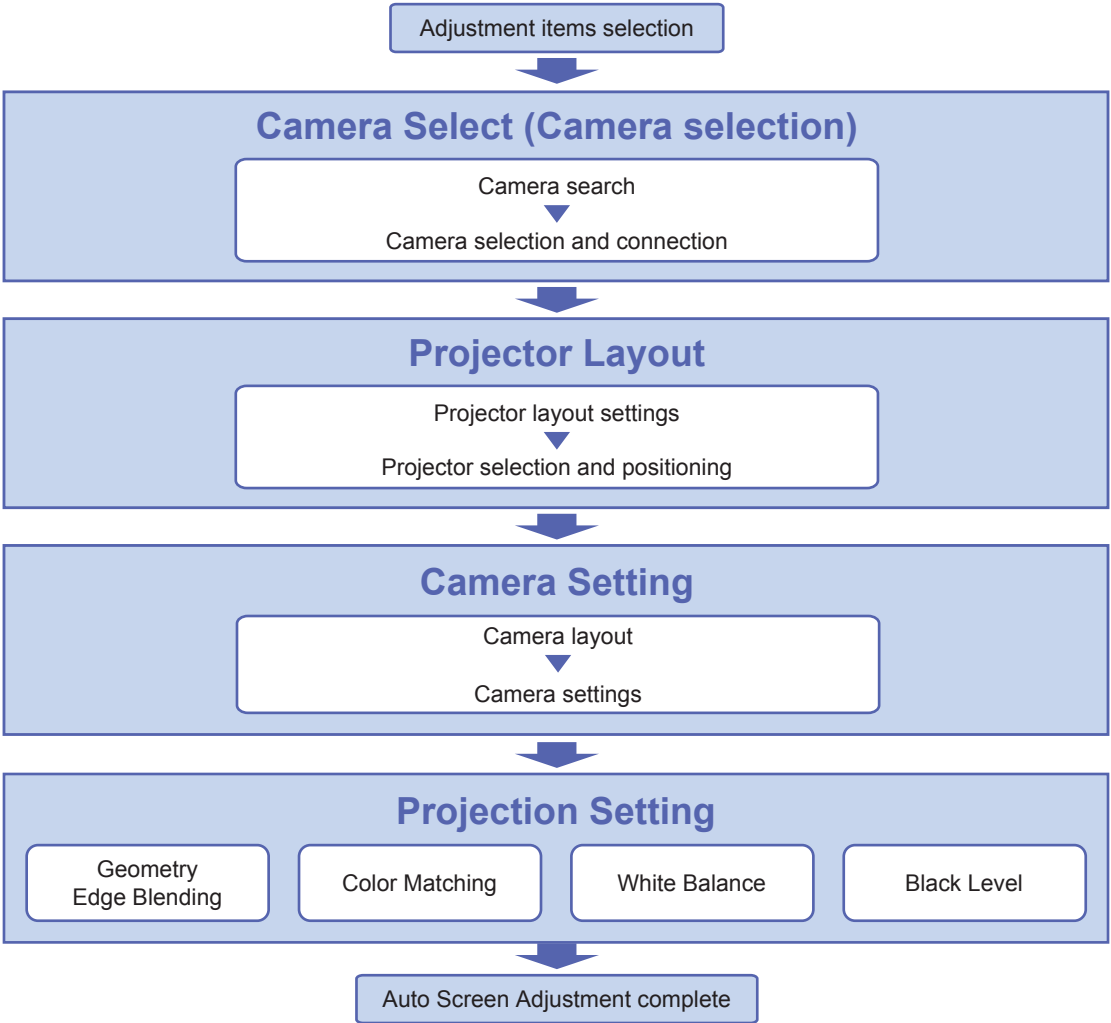 Adjustment items selection
Camera Select (Camera selection)
Camera search
Camera selection and connection
Projector Layout
Projector layout settings
Projector selection and positioning
Camera Setting
Camera layout
Camera settings
Projection Setting
Geometry
Edge Blending
Color Matching
White Balance
Black Level
Auto Screen Adjustment complete